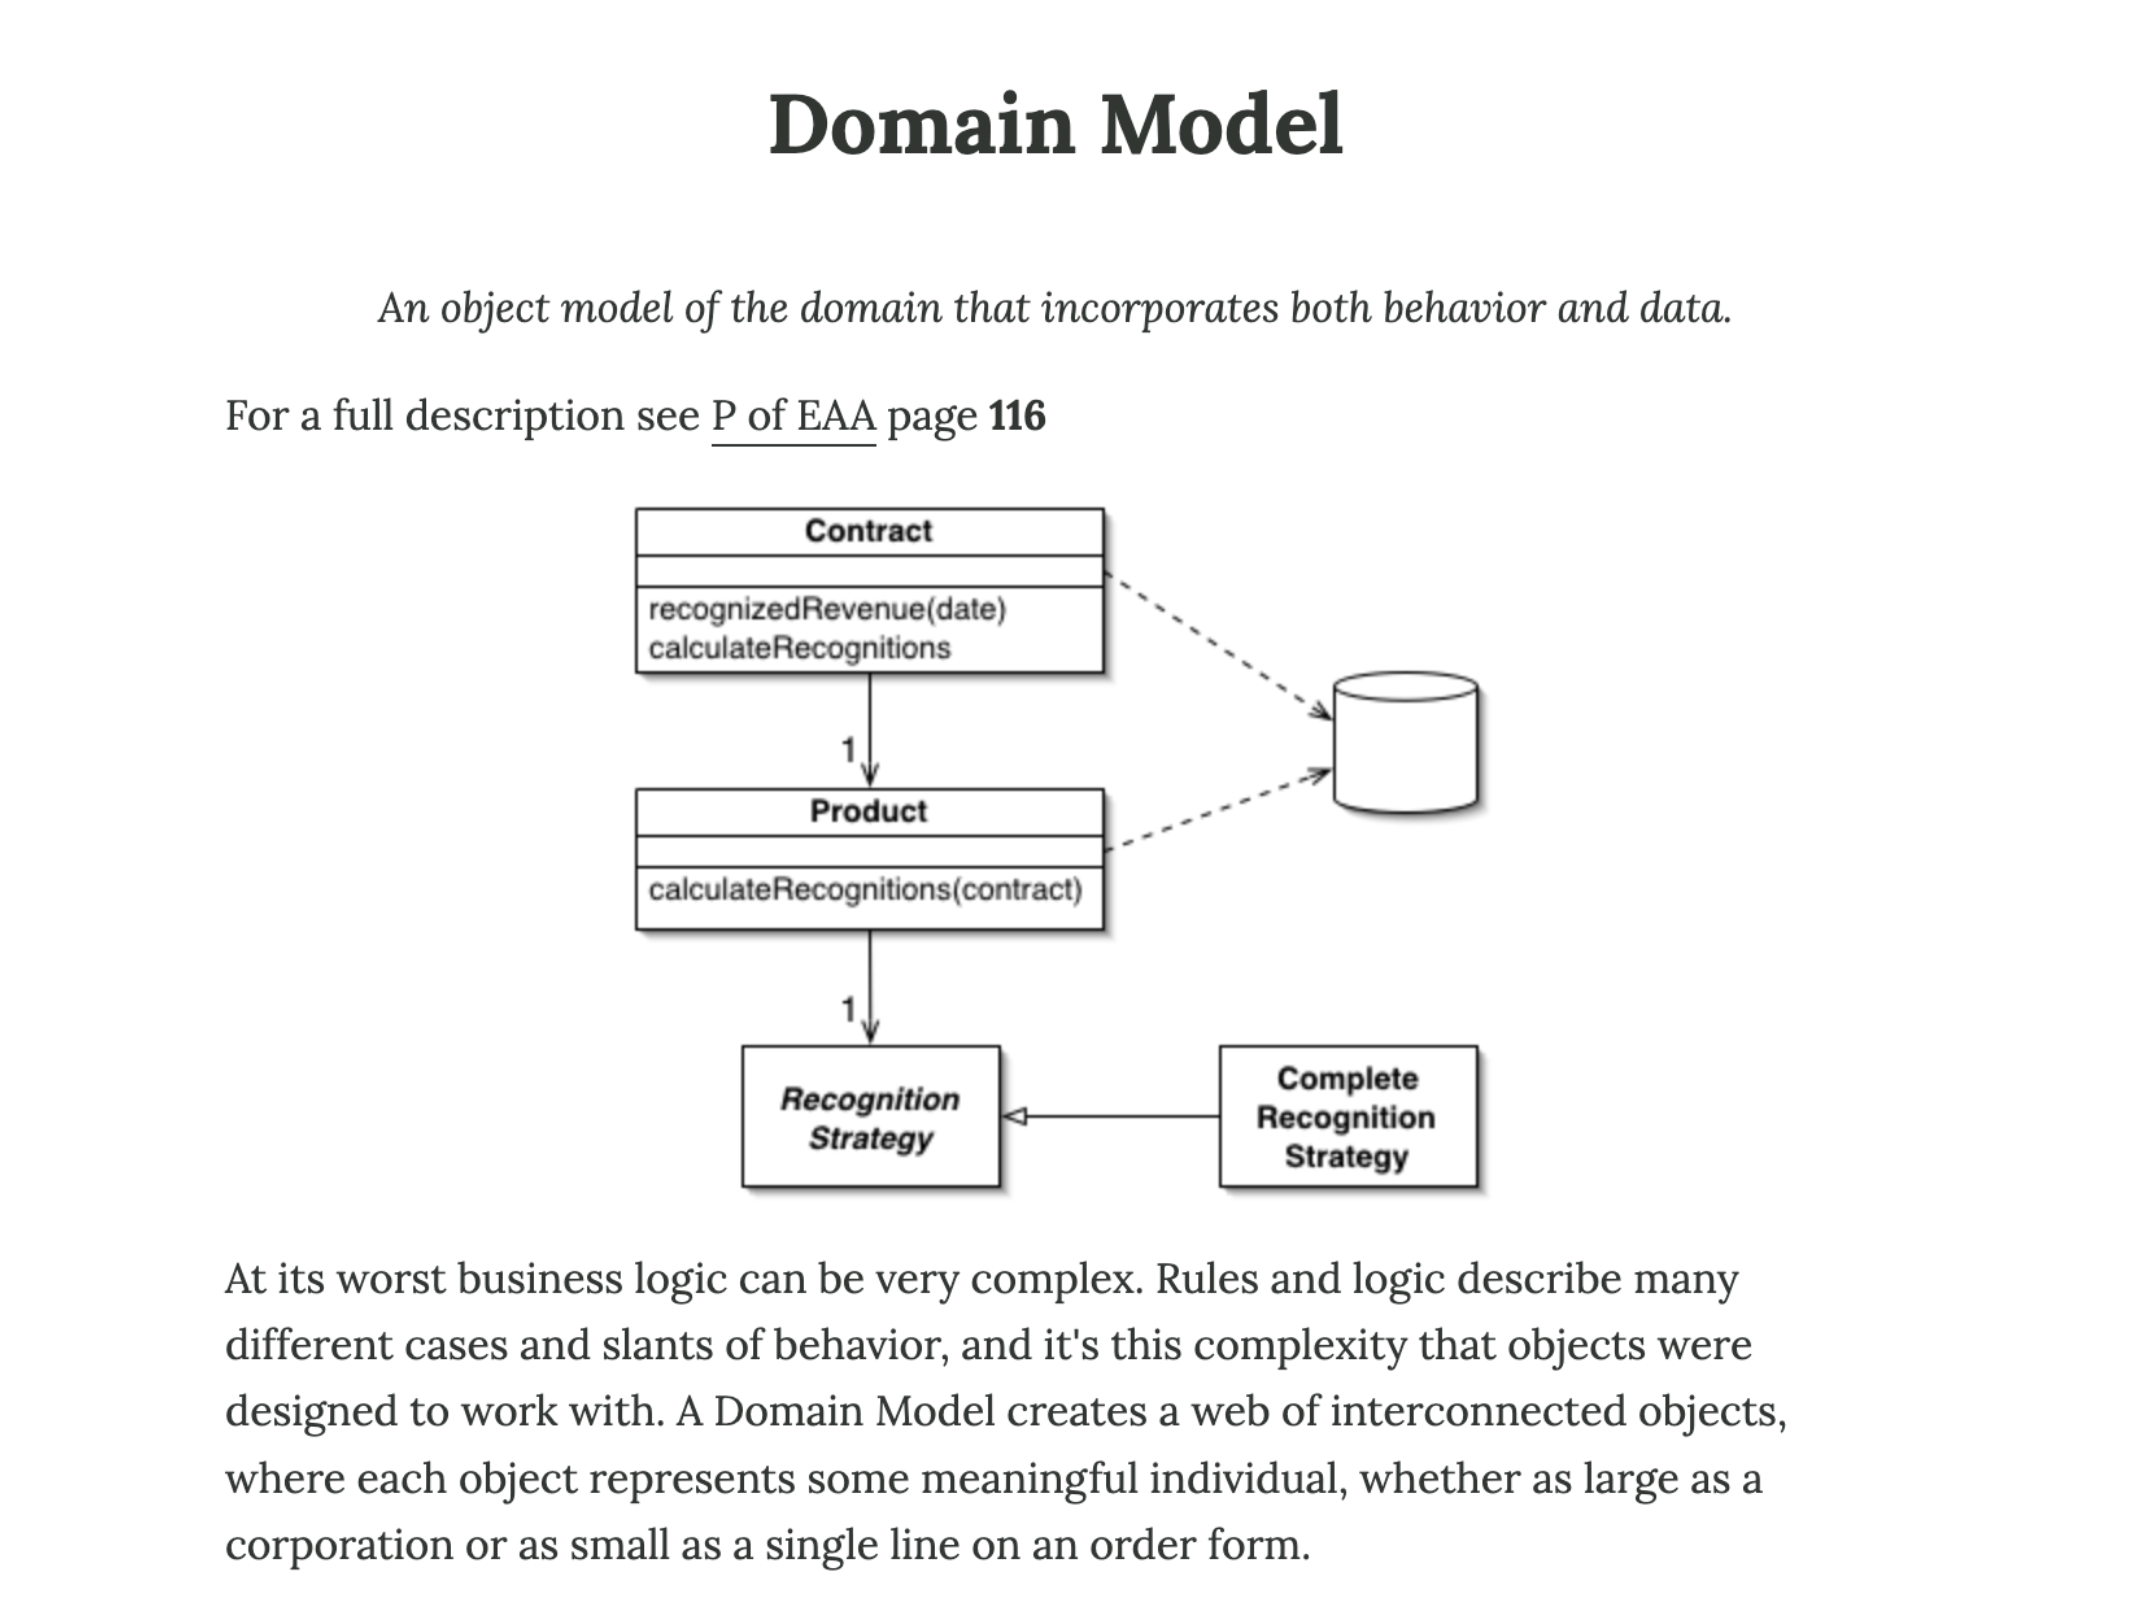 Domain Model
An object model of the domain that incorporates both behavior and data.
For a full description see P of EAA page 116
Contract
recognizedRevenue(date)
calculateRecognitions
1
Product
calculateRecognitions(contract)
1
Recognition
Strategy
Complete
Recognition
Strategy
At its worst business logic can be very complex. Rules and logic describe many
different cases and slants of behavior, and it's this complexity that objects were
designed to work with. A Domain Model creates a web of interconnected objects,
where each object represents some meaningful individual, whether as large as a
corporation or as small as a single line on an order form.